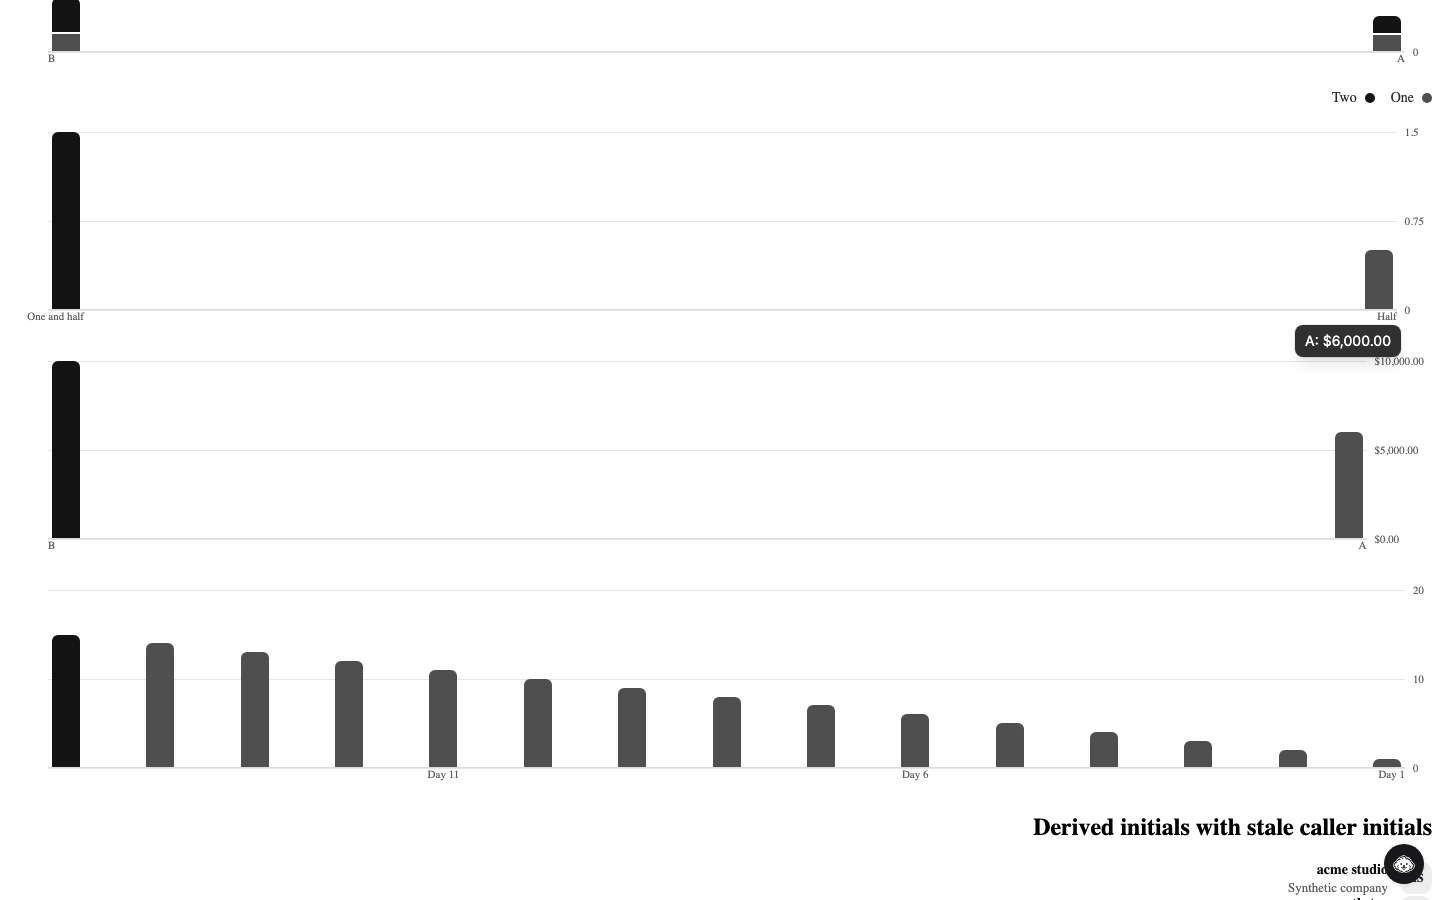 B A 0
Two One
1.5
0.75
0
One and half Half
A: $6,000.00
$10,000.00
$5,000.00
$0.00
B A
20
10
0
Day 11 Day 6 Day 1
Derived initials with stale caller initials
acme studio
Synthetic company